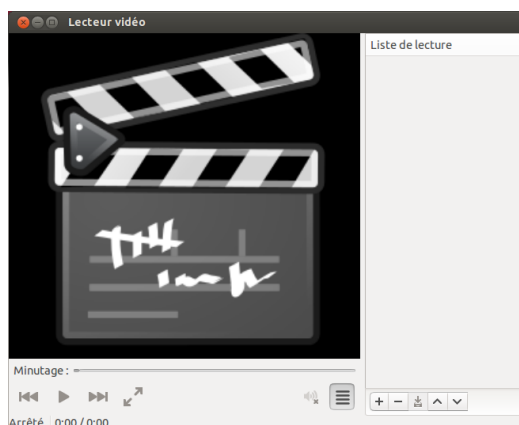 Lecteur vidéo
Liste de lecture
Minutage :
Arrêté 0:00 / 0:00